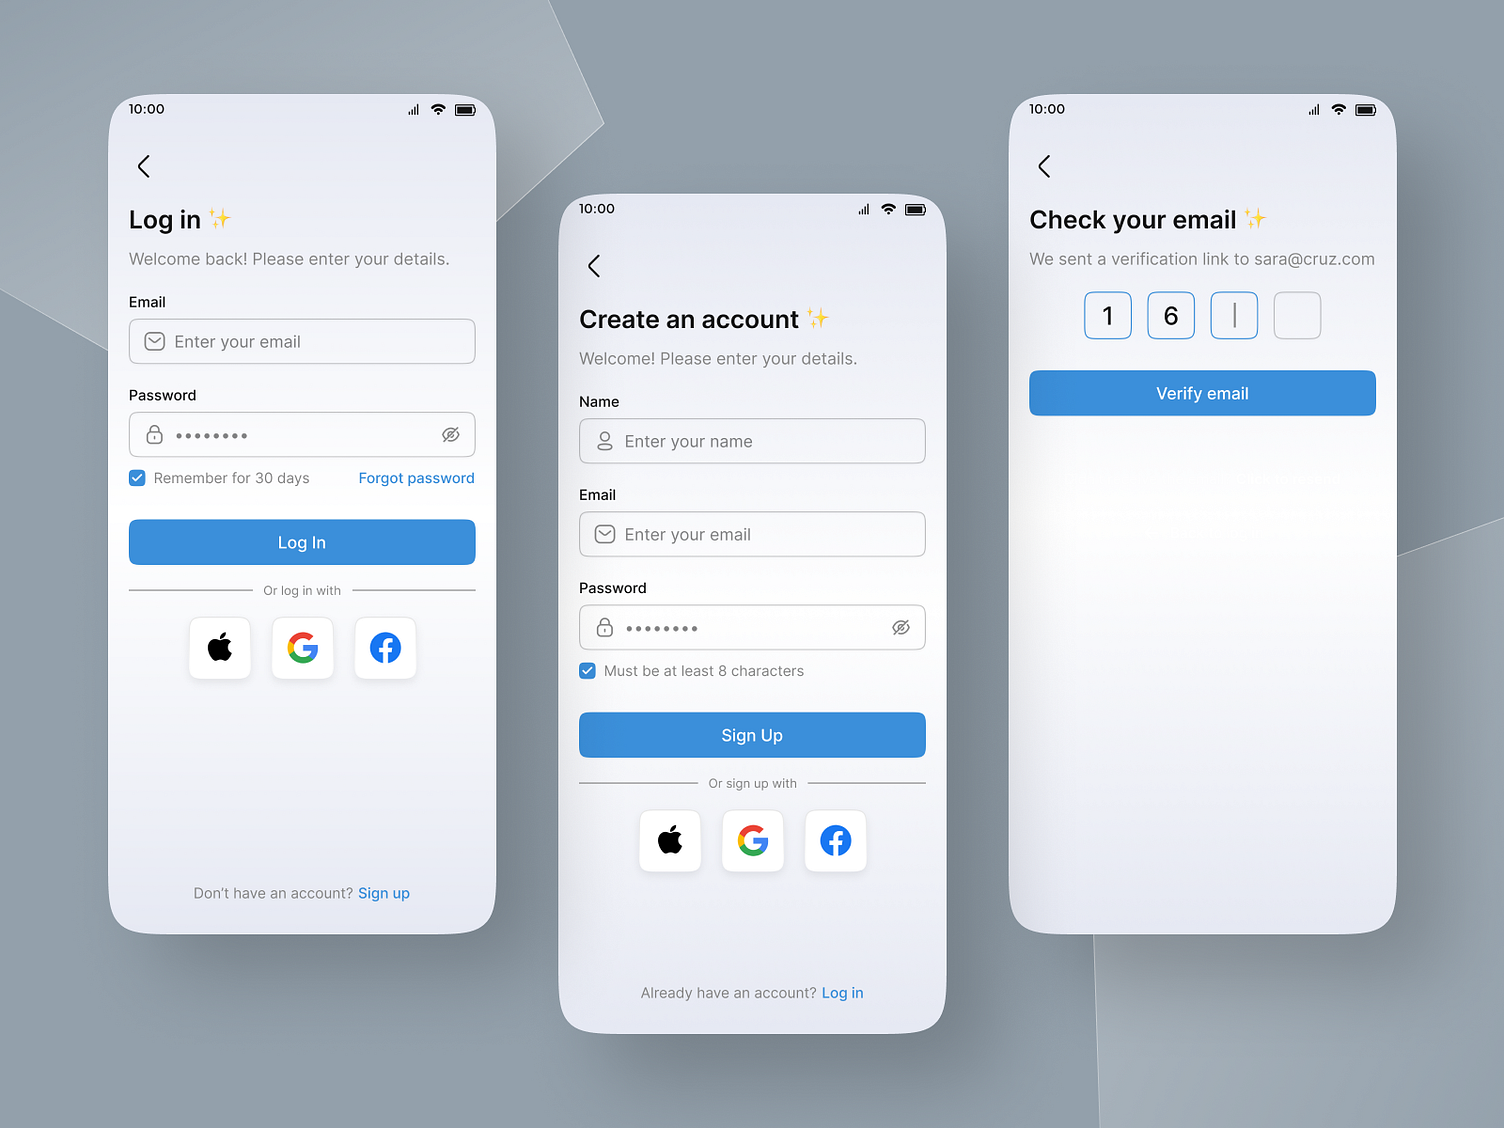 10:00
Log in ✨
Welcome back! Please enter your details.
Email
Enter your email
Password
••••••••
Remember for 30 days
Forgot password
Log In
Or log in with
Don't have an account? Sign up
10:00
Create an account ✨
Welcome! Please enter your details.
Name
Enter your name
Email
Enter your email
Password
••••••••
Must be at least 8 characters
Sign Up
Or sign up with
Already have an account? Log in
10:00
Check your email ✨
We sent a verification link to sara@cruz.com
1 6
Verify email